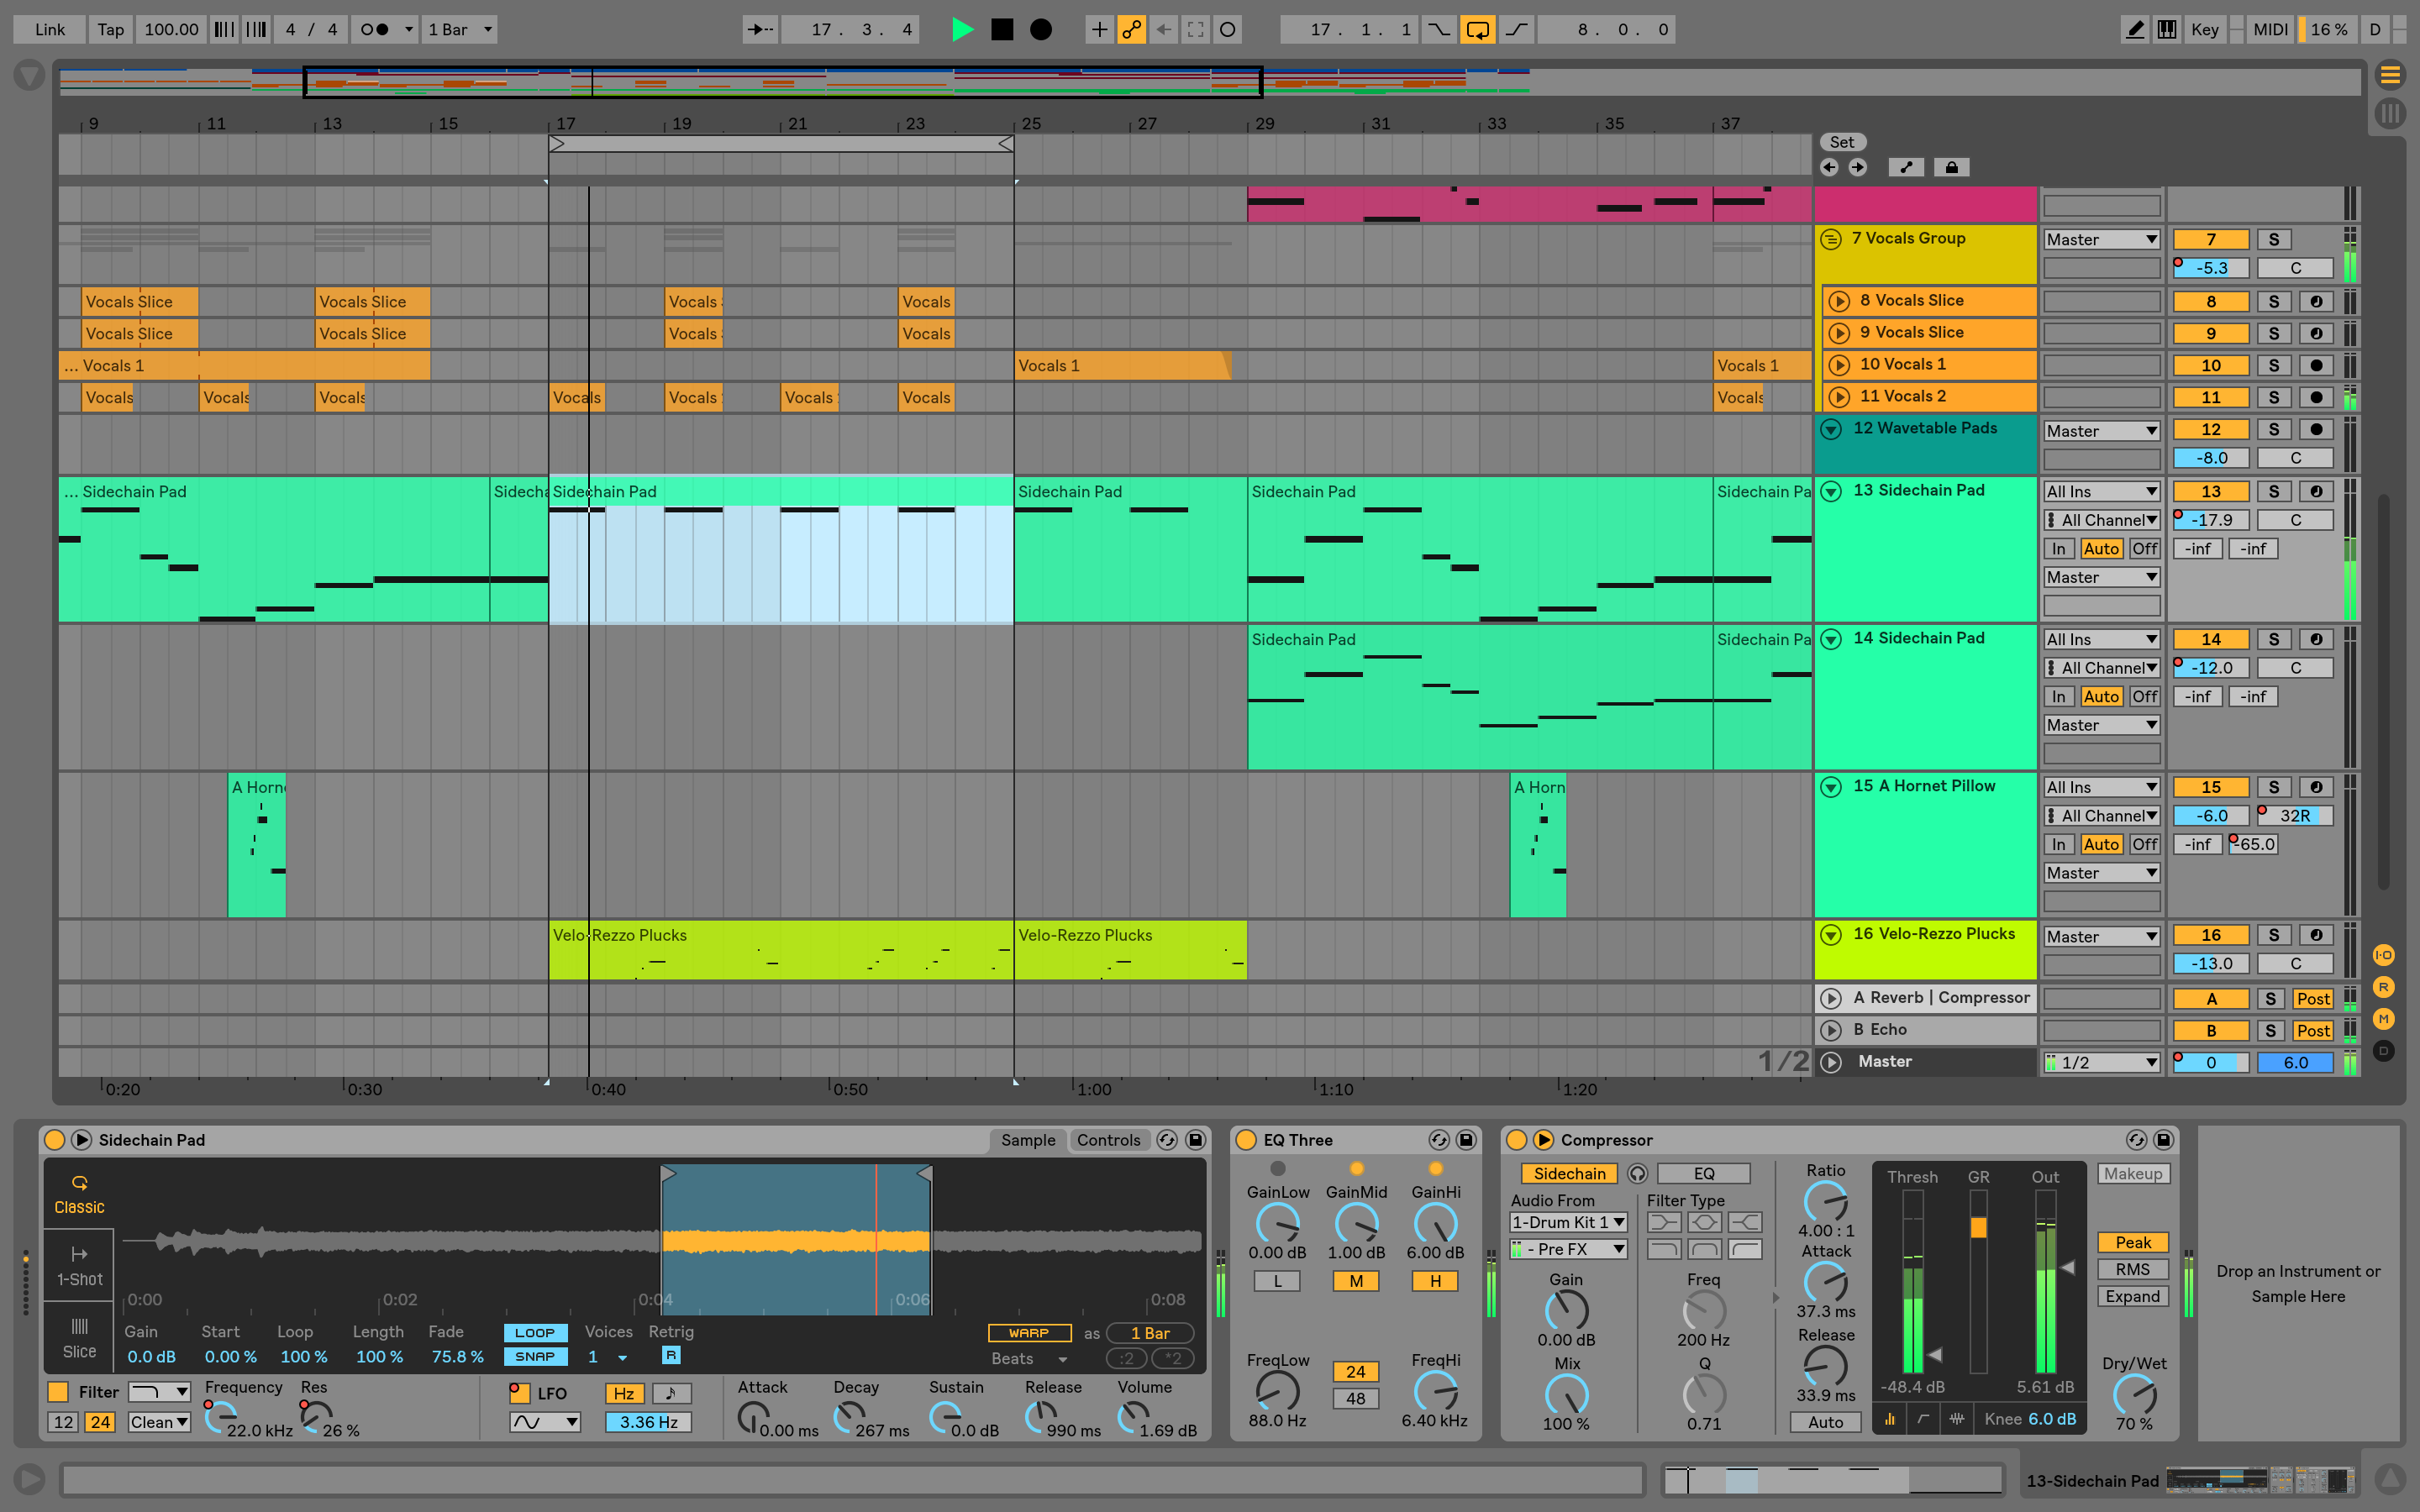 Link Tap 100.00 4 / 4 1 Bar 17. 3. 4 17. 1. 1 8. 0. 0 Key MIDI 16 % D
9 11 13 15 17 19 21 23 25 27 29 31 33 35 37
Set
7 Vocals Group Master 7 S
-5.3 C
Vocals Slice Vocals Slice Vocals Vocals 8 Vocals Slice 8 S
Vocals Slice Vocals Slice Vocals Vocals 9 Vocals Slice 9 S
... Vocals 1 Vocals 1 Vocals 1 10 Vocals 1 10 S
Vocals Vocals Vocals Vocals Vocals Vocals Vocals Vocals 11 Vocals 2 11 S
12 Wavetable Pads Master 12 S
-8.0 C
... Sidechain Pad Sidecha Sidechain Pad Sidechain Pad Sidechain Pad Sidechain Pa 13 Sidechain Pad All Ins 13 S
All Channel -17.9 C
In Auto Off -inf -inf
Master
Sidechain Pad Sidechain Pa 14 Sidechain Pad All Ins 14 S
All Channel -12.0 C
In Auto Off -inf -inf
Master
A Horne A Horn 15 A Hornet Pillow All Ins 15 S
All Channel -6.0 32R
In Auto Off -inf -65.0
Master
Velo-Rezzo Plucks Velo-Rezzo Plucks 16 Velo-Rezzo Plucks Master 16 S
-13.0 C
I·O
R
M
D
A Reverb | Compressor A S Post
B Echo B S Post
1/2 Master 1/2 0 6.0
0:20 0:30 0:40 0:50 1:00 1:10 1:20
Sidechain Pad Sample Controls
Classic
1-Shot
Slice
0:00 0:02 0:04 0:06 0:08
Gain Start Loop Length Fade LOOP Voices Retrig WARP as 1 Bar
0.0 dB 0.00 % 100 % 100 % 75.8 % SNAP 1 R Beats :2 *2
Filter Frequency Res LFO Hz Attack Decay Sustain Release Volume
12 24 Clean 22.0 kHz 26 % 3.36 Hz 0.00 ms 267 ms 0.0 dB 990 ms 1.69 dB
EQ Three
GainLow GainMid GainHi
0.00 dB 1.00 dB 6.00 dB
L M H
FreqLow 24 FreqHi
48
88.0 Hz 6.40 kHz
Compressor
Sidechain EQ
Audio From Filter Type
1-Drum Kit 1
- Pre FX
Gain Freq
0.00 dB 200 Hz
Mix Q
100 % 0.71
Ratio
4.00 : 1
Attack
37.3 ms
Release
33.9 ms
Auto
Thresh GR Out
-48.4 dB 5.61 dB
Knee 6.0 dB
Makeup
Peak
RMS
Expand
Dry/Wet
70 %
Drop an Instrument or
Sample Here
13-Sidechain Pad